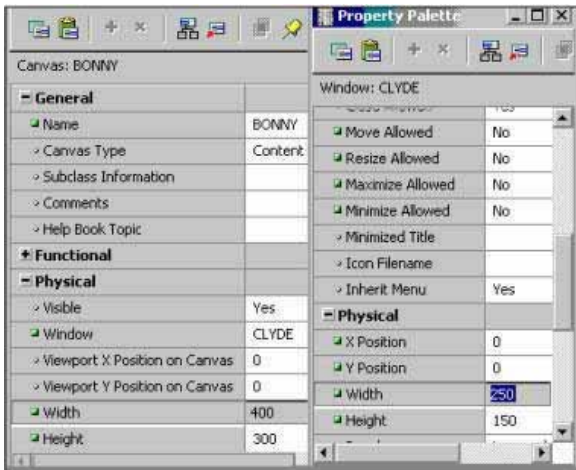 Canvas: BONNY
General
Name BONNY
Canvas Type Content
Subclass Information
Comments
Help Book Topic
Functional
Physical
Visible Yes
Window CLYDE
Viewport X Position on Canvas 0
Viewport Y Position on Canvas 0
Width 400
Height 300
Property Palette
Window: CLYDE
Move Allowed No
Resize Allowed No
Maximize Allowed No
Minimize Allowed No
Minimized Title
Icon Filename
Inherit Menu Yes
Physical
X Position 0
Y Position 0
Width 250
Height 150